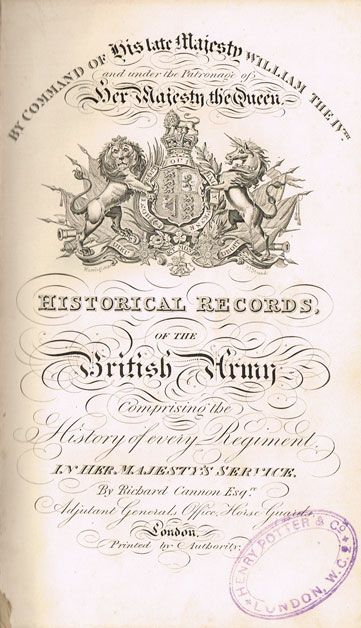 BY COMMAND OF His late Majesty WILLIAM THE IVTH
and under the Patronage of
Her Majesty the Queen.
HISTORICAL RECORDS,
OF THE
British Army
Comprising the
History of every Regiment
IN HER MAJESTY'S SERVICE.
By Richard Cannon Esqre
Adjutant Generals Office, Horse Guards.
London.
Printed by Authority:
HENRY POTTER & Co
LONDON, W.C.2